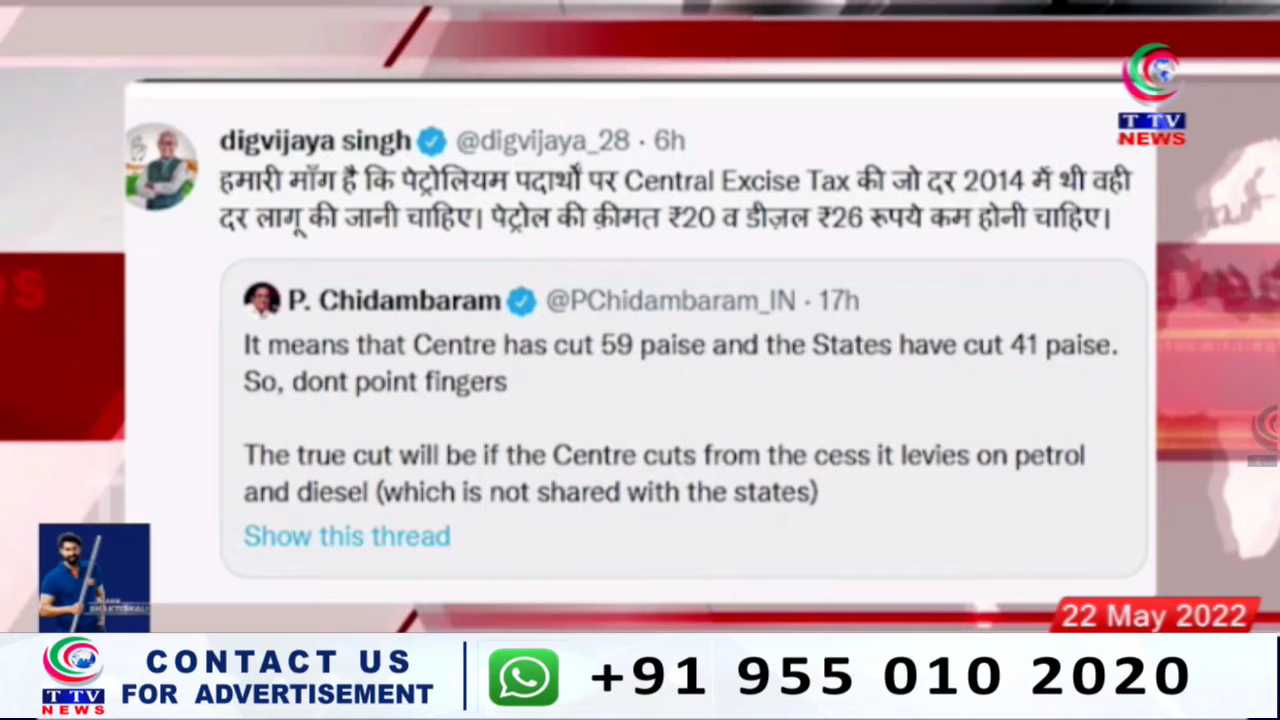 digvijaya singh @digvijaya_28 · 6h
हमारी माँग है कि पेट्रोलियम पदार्थों पर Central Excise Tax की जो दर 2014 में थी वही
दर लागू की जानी चाहिए। पेट्रोल की क़ीमत ₹20 व डीज़ल ₹26 रूपये कम होनी चाहिए।
P. Chidambaram @PChidambaram_IN · 17h
It means that Centre has cut 59 paise and the States have cut 41 paise.
So, dont point fingers
The true cut will be if the Centre cuts from the cess it levies on petrol
and diesel (which is not shared with the states)
Show this thread
T TV
NEWS
es
22 May 2022
T TV
NEWS
CONTACT US
FOR ADVERTISEMENT
+91 955 010 2020